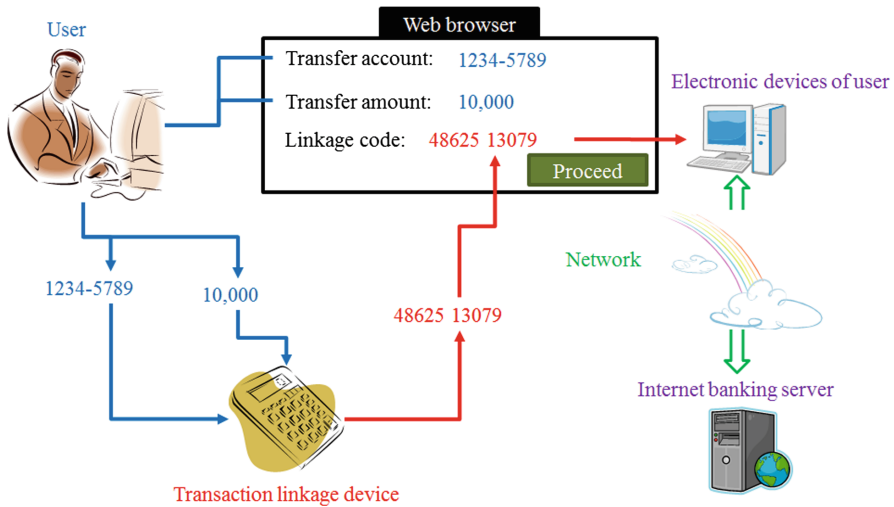 User
Web browser
Transfer account: 1234-5789
Transfer amount: 10,000
Linkage code: 48625 13079
Proceed
Electronic devices of user
Network
1234-5789
10,000
48625 13079
Internet banking server
Transaction linkage device